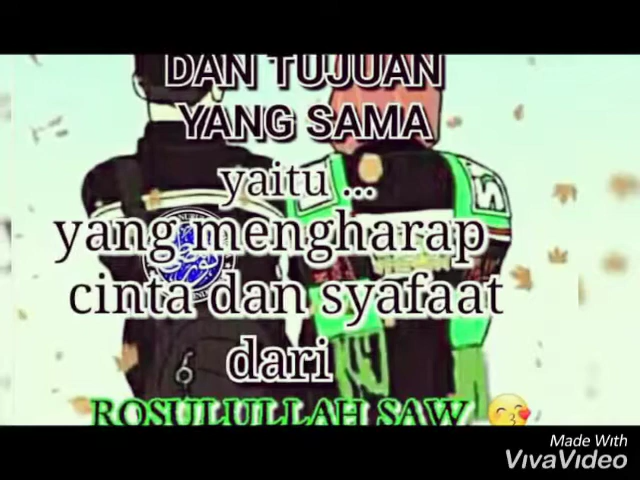 DAN TUJUAN
YANG SAMA
yaitu ...
yang mengharap
cinta dan syafaat
dari
ROSULULLAH SAW 😙
Made With
VIVAVIDEO